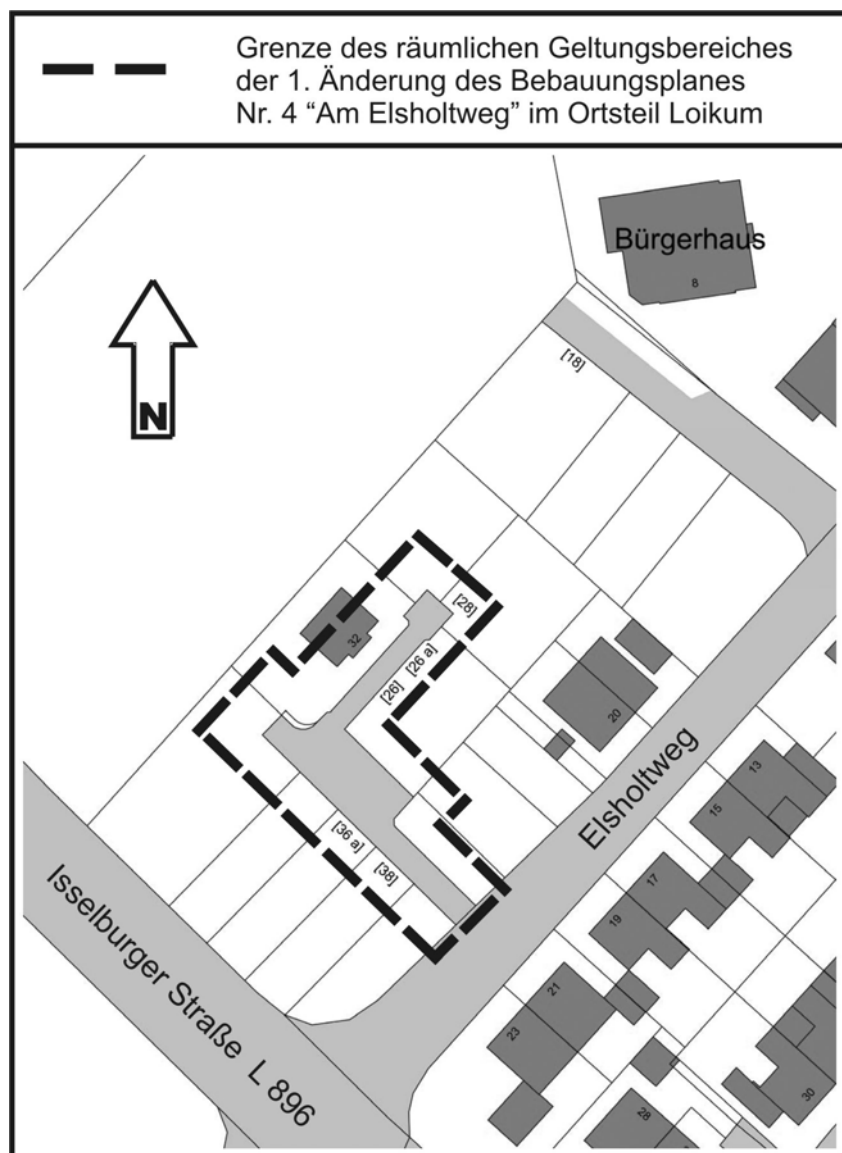 Grenze des räumlichen Geltungsbereiches
der 1. Änderung des Bebauungsplanes
Nr. 4 “Am Elsholtweg” im Ortsteil Loikum
Bürgerhaus
8
[18]
N
[28]
32
[26 a]
[26]
20
Elsholtweg
13
15
[36 a]
[38]
17
19
Isselburger Straße L 896
21
23
30
28